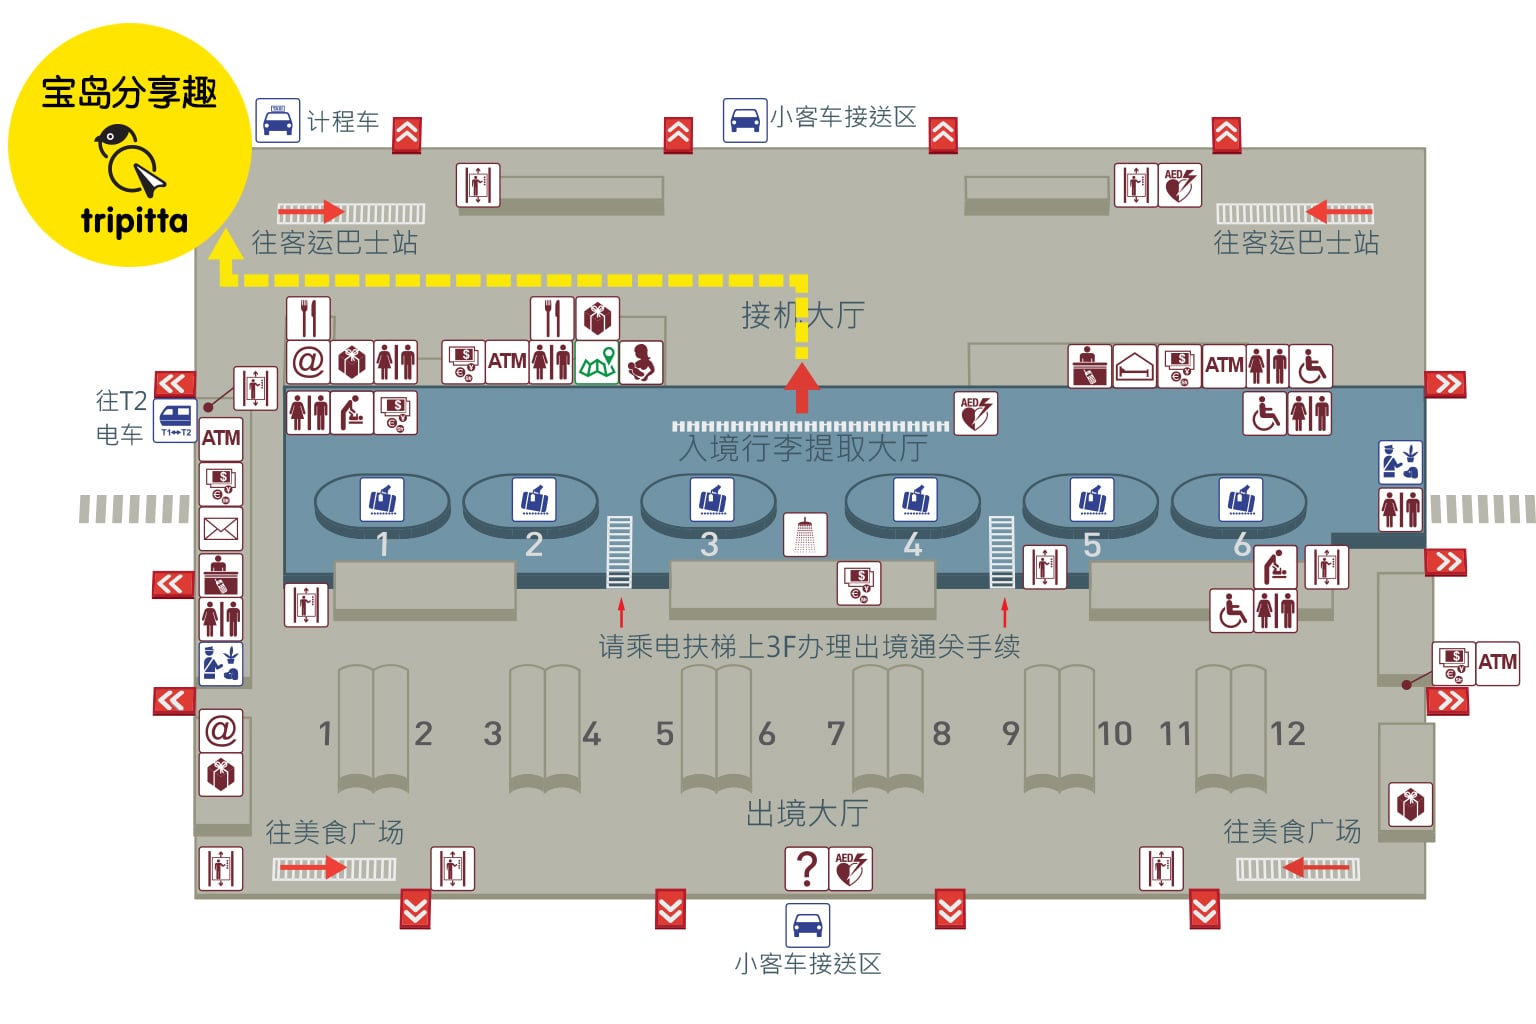 宝岛分享趣
tripitta
TAXI
计程车
小客车接送区
AED
往客运巴士站
往客运巴士站
接机大厅
@
$
€
¥
ATM
$
ATM
往T2
电车
T1↔T2
ATM
$
AED
入境行李提取大厅
$
1
2
3
4
5
6
$
请乘电扶梯上3F办理出境通关手续
$
ATM
1 2 3 4 5 6 7 8 9 10 11 12
@
出境大厅
往美食广场
往美食广场
?
AED
小客车接送区